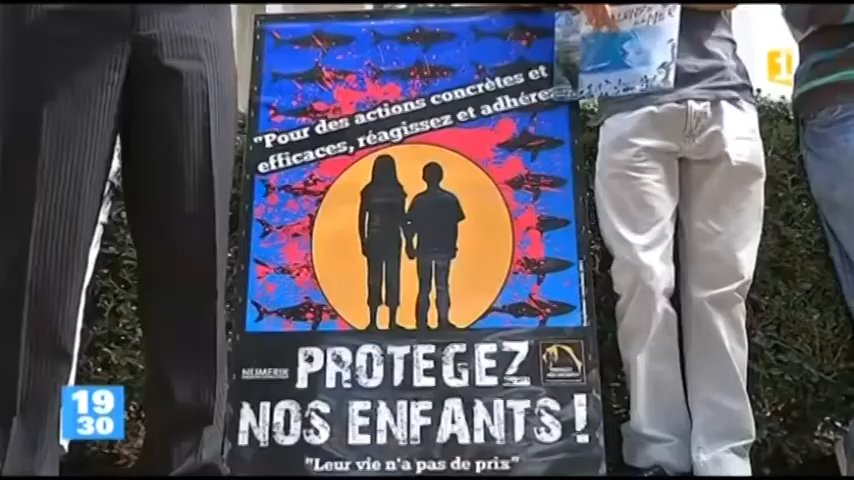 1
"Pour des actions concrètes et
efficaces, réagissez et adhérez
PROTEGEZ
NOS ENFANTS !
"Leur vie n'a pas de prix"
NUMERIK
19
30